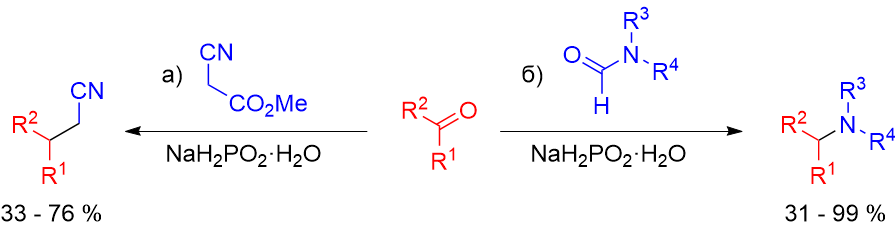 CN
а)
CO₂Me
CN
R²
R¹
NaH₂PO₂·H₂O
33 - 76 %
R²
O
R¹
б)
O
H
N
R³
R⁴
NaH₂PO₂·H₂O
R³
R²
N
R⁴
R¹
31 - 99 %